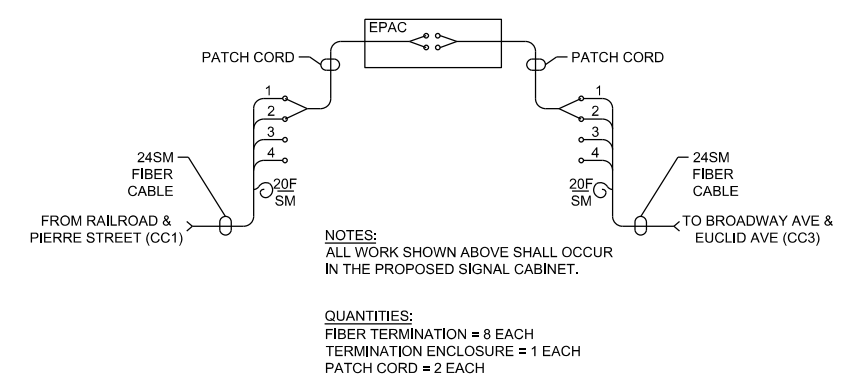 EPAC
PATCH CORD
PATCH CORD
1
2
3
4
1
2
3
4
24SM
FIBER
CABLE
20F
SM
20F
SM
24SM
FIBER
CABLE
FROM RAILROAD &
PIERRE STREET (CC1)
TO BROADWAY AVE &
EUCLID AVE (CC3)
NOTES:
ALL WORK SHOWN ABOVE SHALL OCCUR
IN THE PROPOSED SIGNAL CABINET.
QUANTITIES:
FIBER TERMINATION = 8 EACH
TERMINATION ENCLOSURE = 1 EACH
PATCH CORD = 2 EACH